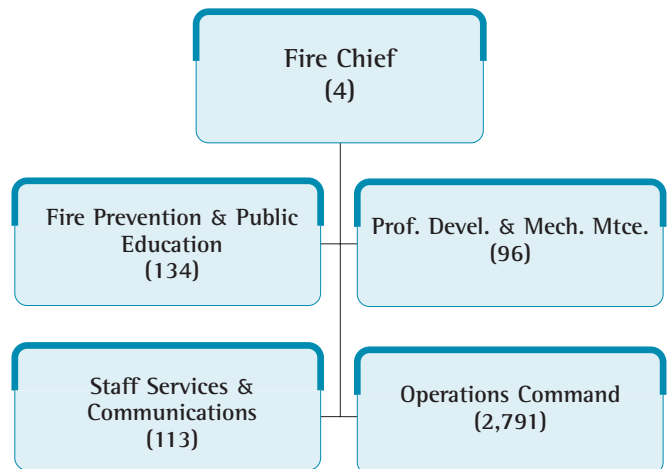 Fire Chief
(4)
Fire Prevention & Public
Education
(134)
Prof. Devel. & Mech. Mtce.
(96)
Staff Services &
Communications
(113)
Operations Command
(2,791)